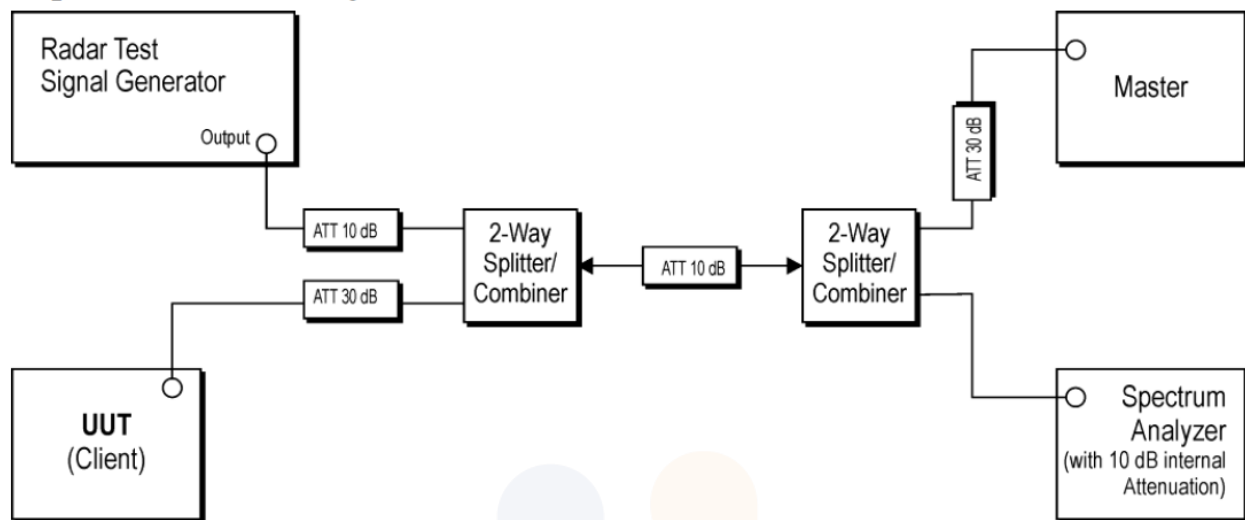 Radar Test
Signal Generator
Output
ATT 10 dB
ATT 30 dB
2-Way
Splitter/
Combiner
ATT 10 dB
2-Way
Splitter/
Combiner
ATT 30 dB
Master
UUT
(Client)
Spectrum
Analyzer
(with 10 dB internal
Attenuation)